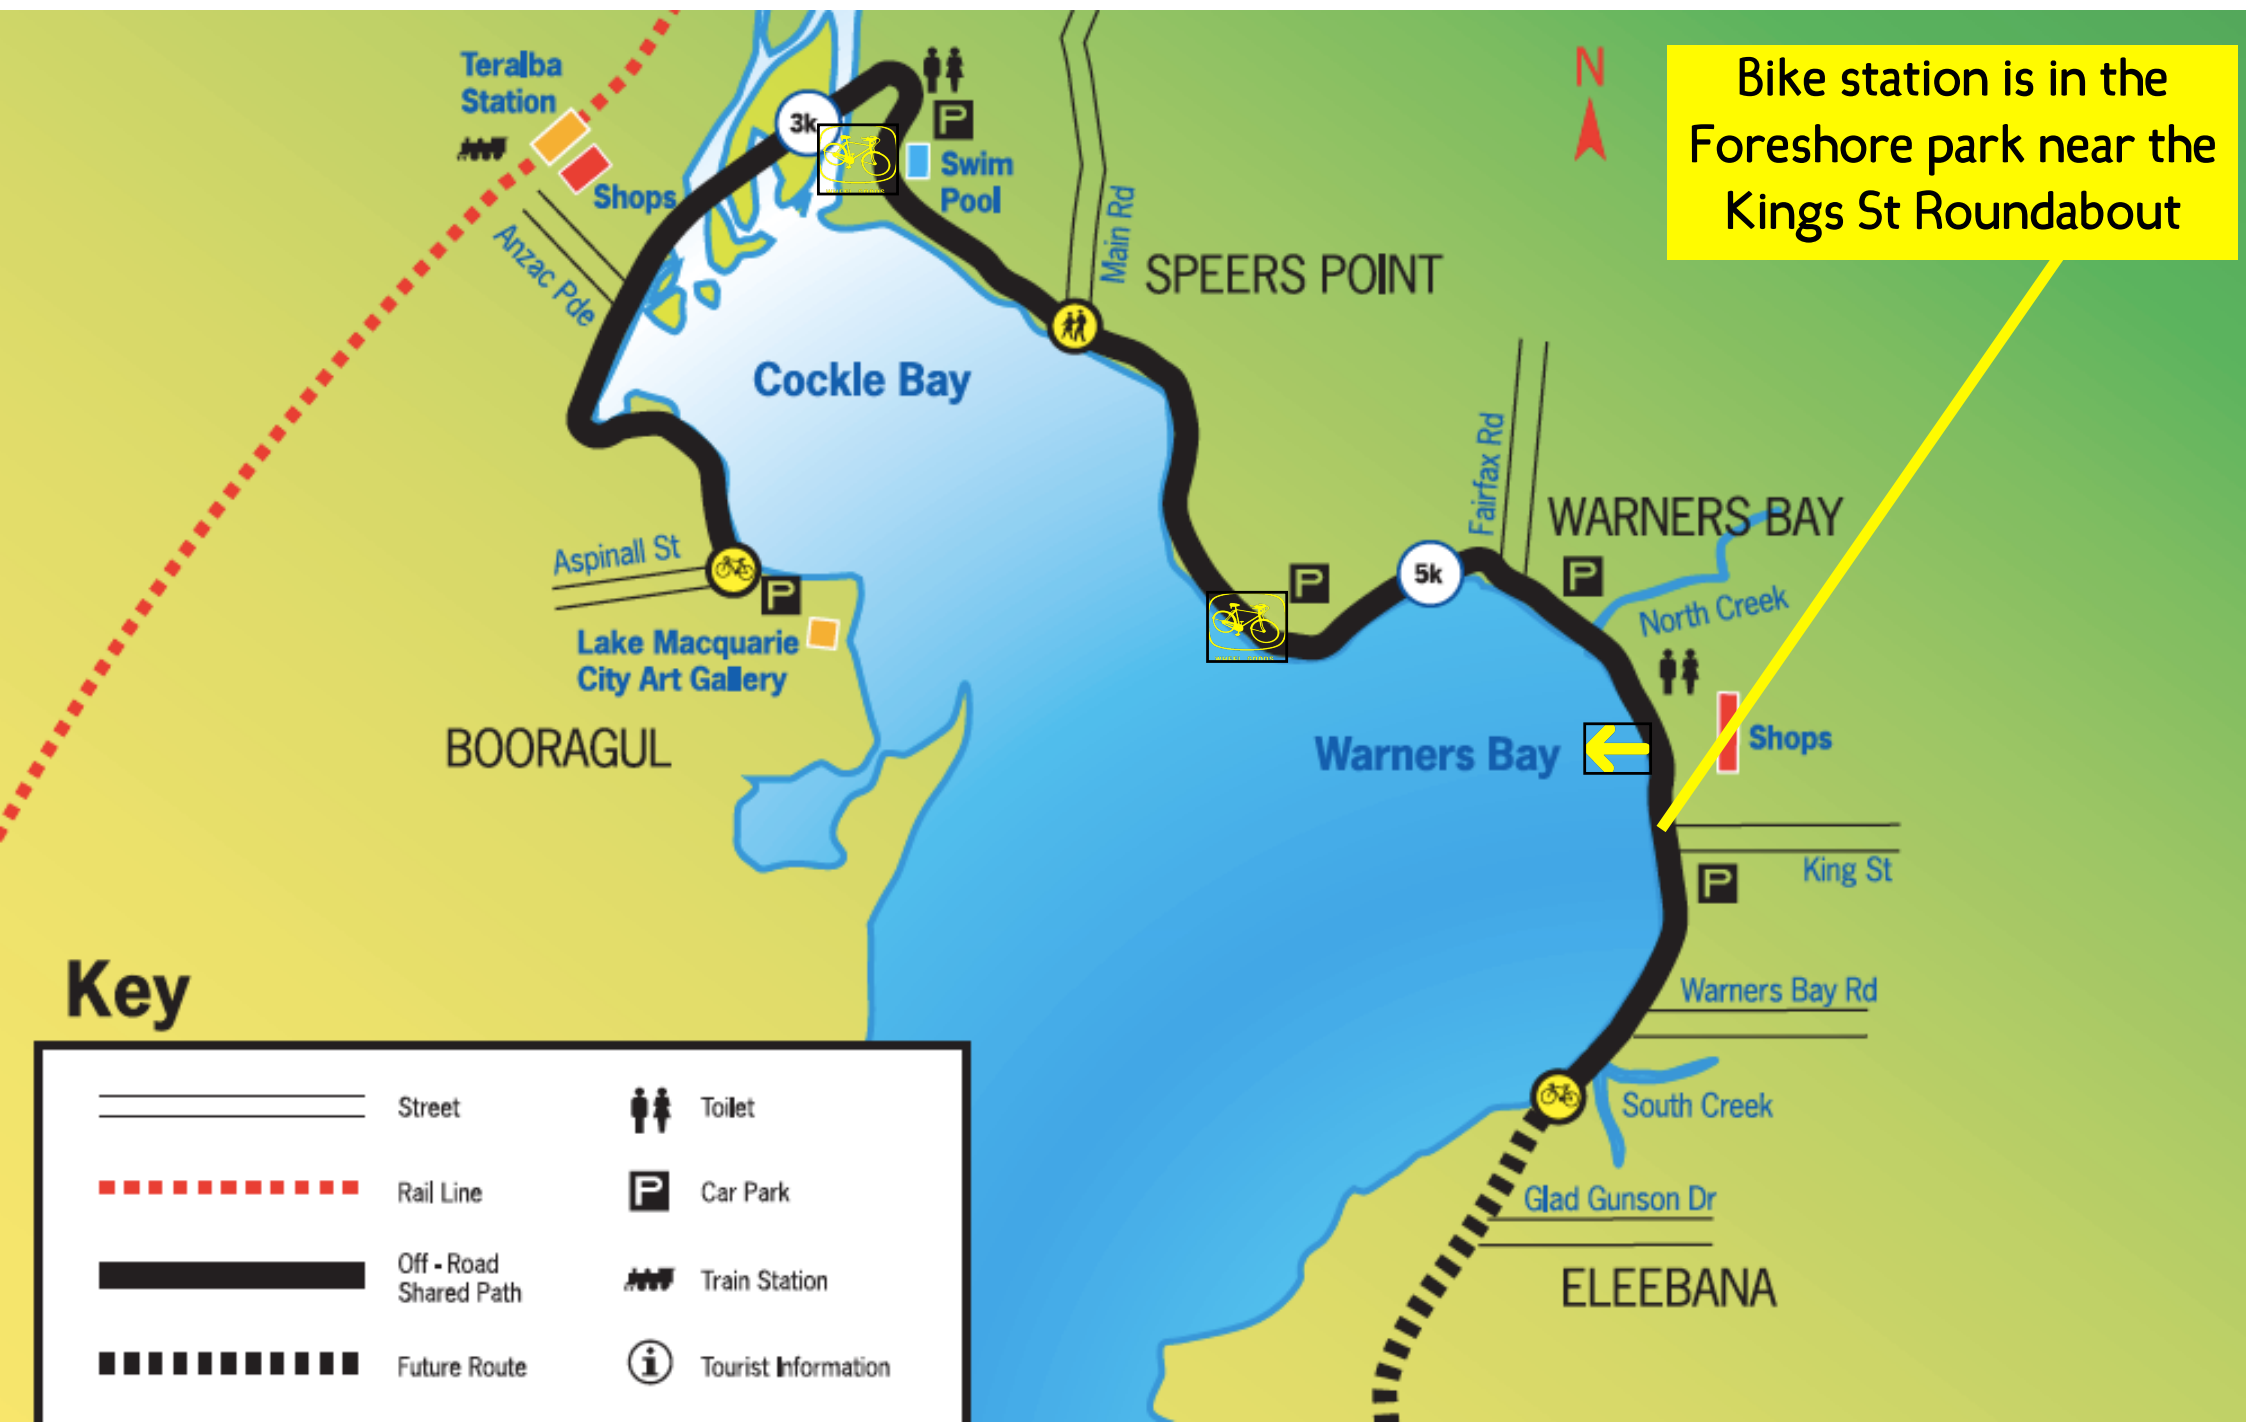 Teralba
Station
Shops
Anzac Pde
3k
P
Swim
Pool
Main Rd
SPEERS POINT
N
Bike station is in the
Foreshore park near the
Kings St Roundabout
Cockle Bay
Fairfax Rd
WARNERS BAY
Aspinall St
P
Lake Macquarie
City Art Gallery
BOORAGUL
P
5k
P
North Creek
Warners Bay
Shops
King St
P
Warners Bay Rd
South Creek
Glad Gunson Dr
ELEEBANA
Key
Street
Toilet
Rail Line
P
Car Park
Off - Road
Shared Path
Train Station
Future Route
i
Tourist Information